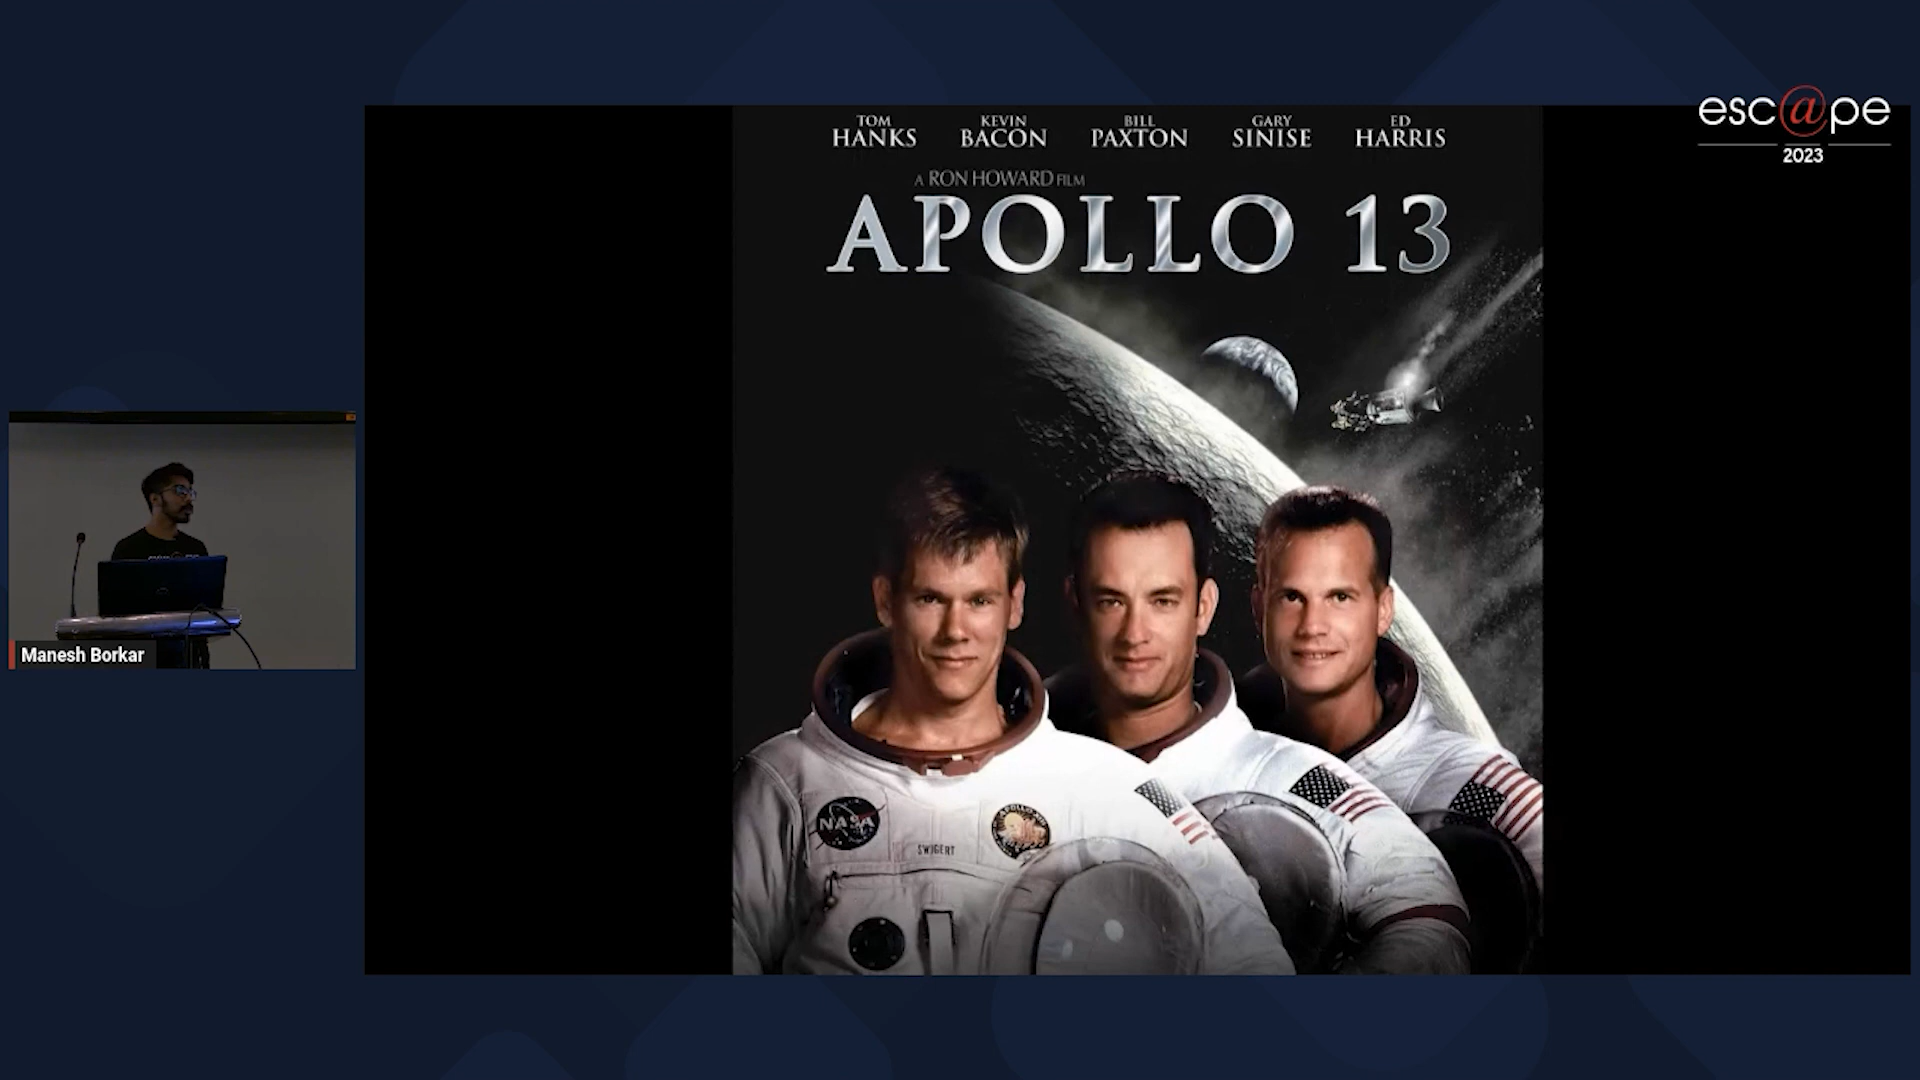 TOM KEVIN BILL GARY ED
HANKS BACON PAXTON SINISE HARRIS
A RON HOWARD FILM
APOLLO 13
esc@pe
2023
NASA
SWIGERT
Manesh Borkar